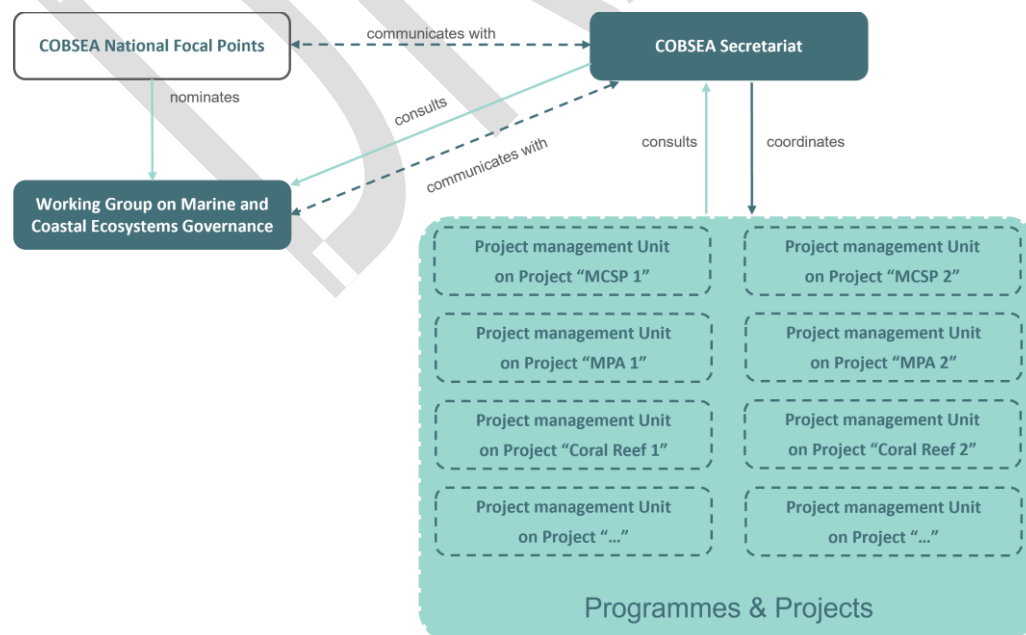 COBSEA National Focal Points
communicates with
COBSEA Secretariat
nominates
consults
communicates with
consults
coordinates
Working Group on Marine and
Coastal Ecosystems Governance
Project management Unit
on Project “MCSP 1”
Project management Unit
on Project “MCSP 2”
Project management Unit
on Project “MPA 1”
Project management Unit
on Project “MPA 2”
Project management Unit
on Project “Coral Reef 1”
Project management Unit
on Project “Coral Reef 2”
Project management Unit
on Project “...”
Project management Unit
on Project “...”
Programmes & Projects